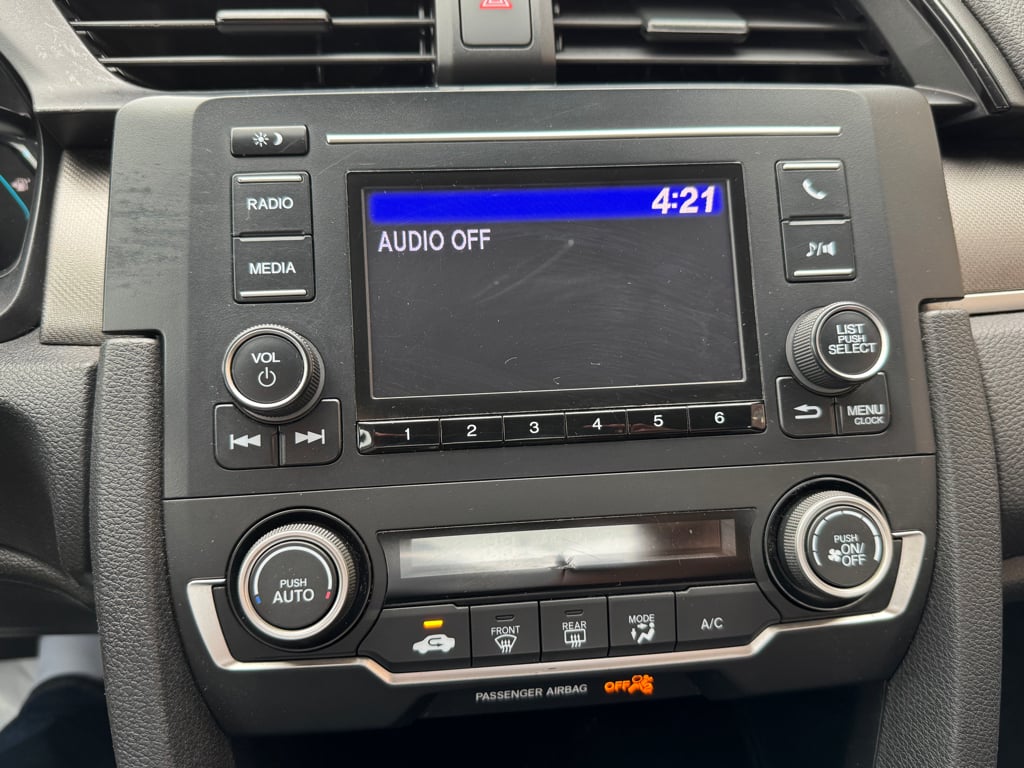 4:21
AUDIO OFF
RADIO
MEDIA
VOL
LIST
PUSH
SELECT
MENU
CLOCK
1 2 3 4 5 6
PUSH
AUTO
PUSH
ON/
OFF
FRONT
REAR
MODE
A/C
PASSENGER AIRBAG OFF